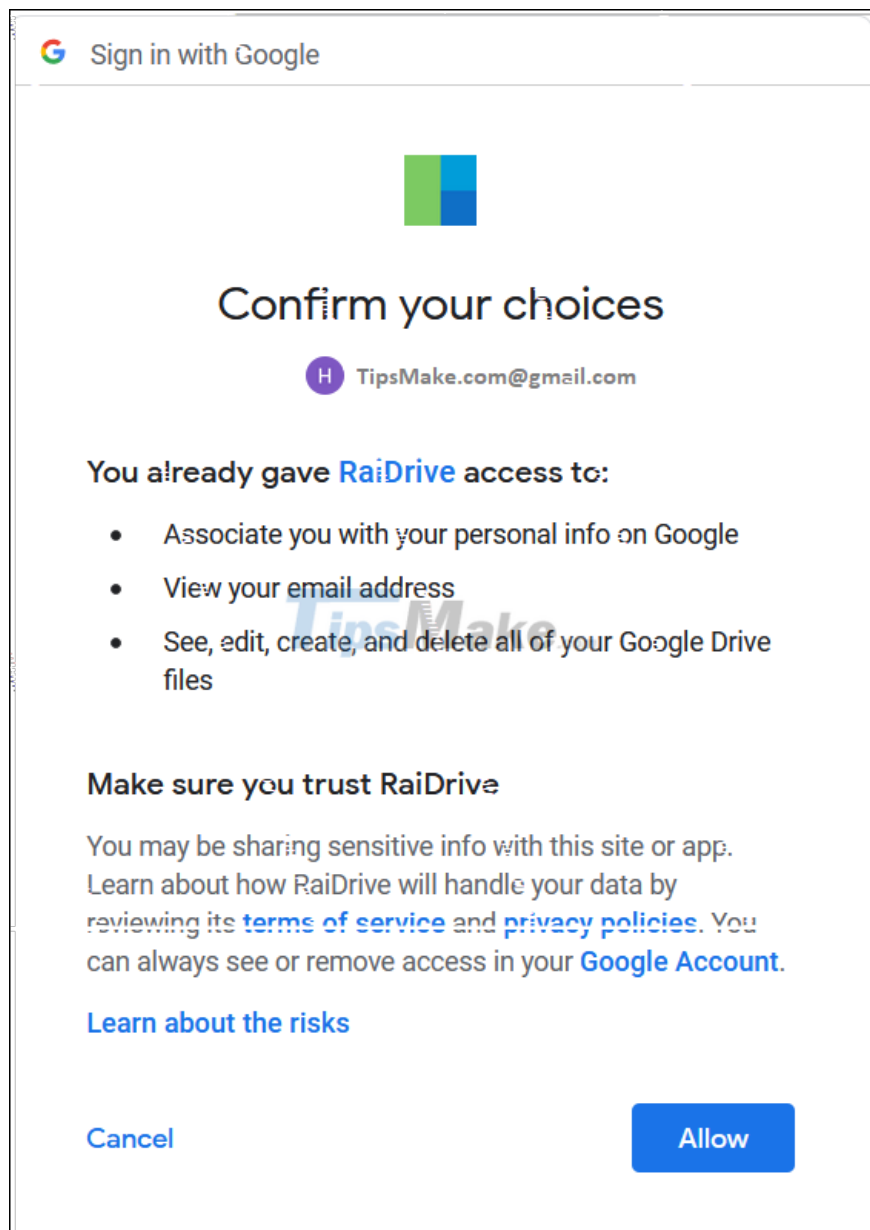 Sign in with Google
Confirm your choices
H TipsMake.com@gmail.com
You already gave RaiDrive access to:
• Associate you with your personal info on Google
• View your email address
TipsMake
• See, edit, create, and delete all of your Google Drive
files
Make sure you trust RaiDrive
You may be sharing sensitive info with this site or app.
Learn about how RaiDrive will handle your data by
reviewing its terms of service and privacy policies. You
can always see or remove access in your Google Account.
Learn about the risks
Cancel Allow